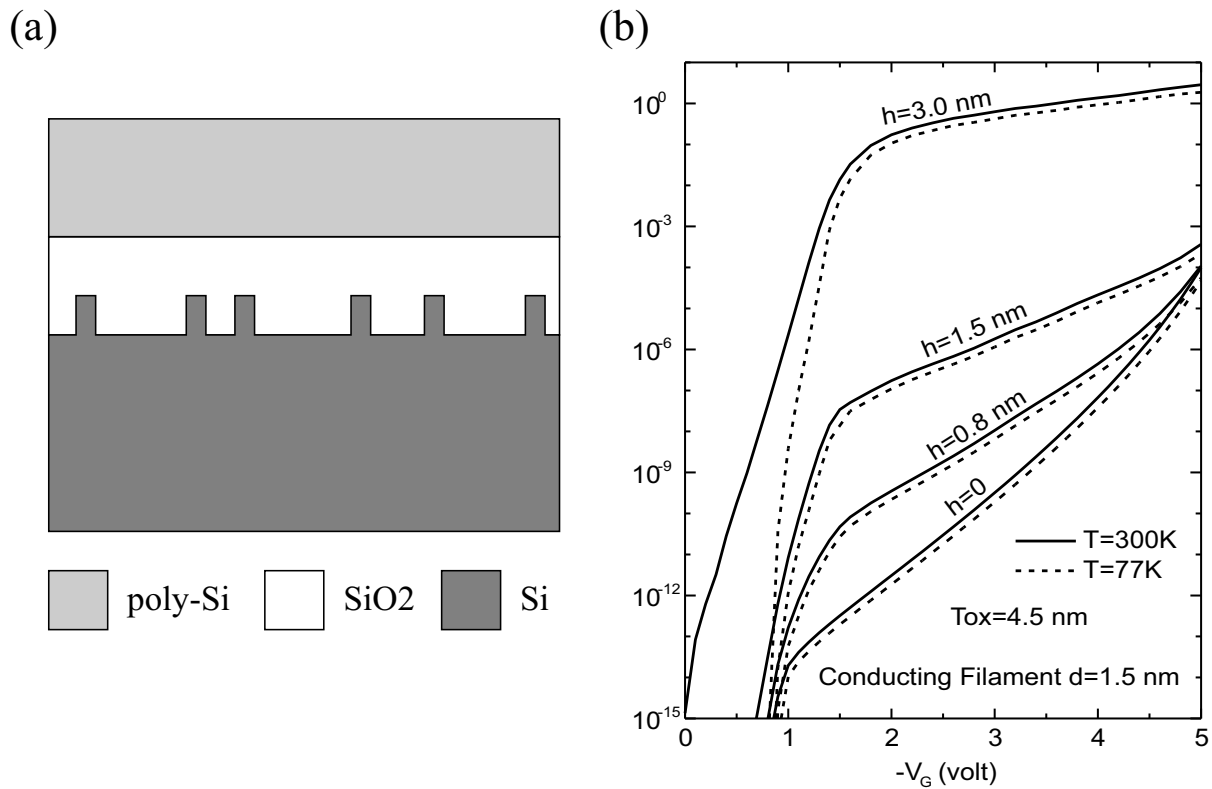 (a)
poly-Si
SiO2
Si
(b)
10^0
10^-3
10^-6
10^-9
10^-12
10^-15
h=3.0 nm
h=1.5 nm
h=0.8 nm
h=0
T=300K
T=77K
Tox=4.5 nm
Conducting Filament d=1.5 nm
0 1 2 3 4 5
-V_G (volt)